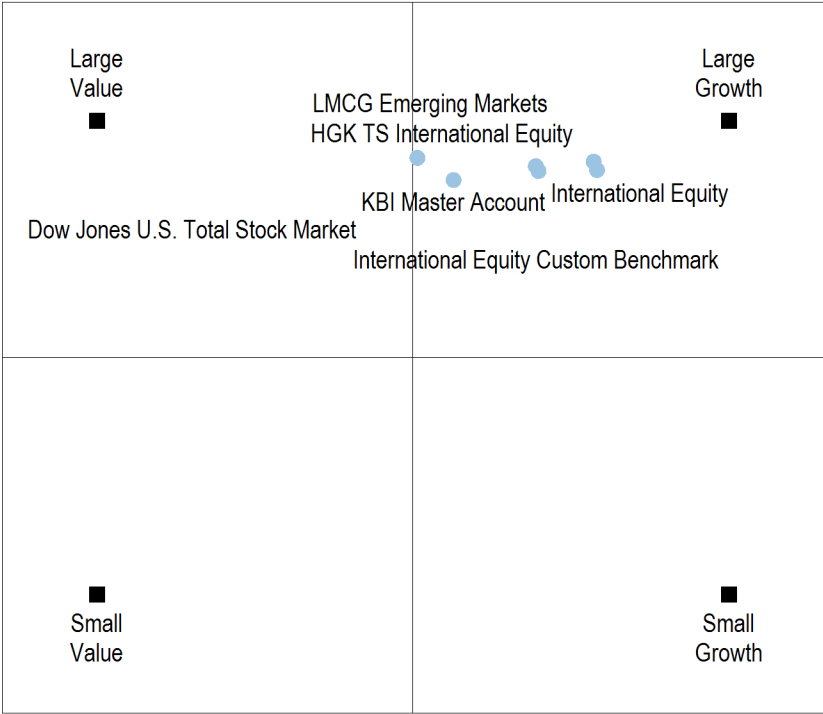 Large
Value
Large
Growth
LMCG Emerging Markets
HGK TS International Equity
KBI Master Account
International Equity
Dow Jones U.S. Total Stock Market
International Equity Custom Benchmark
Small
Value
Small
Growth